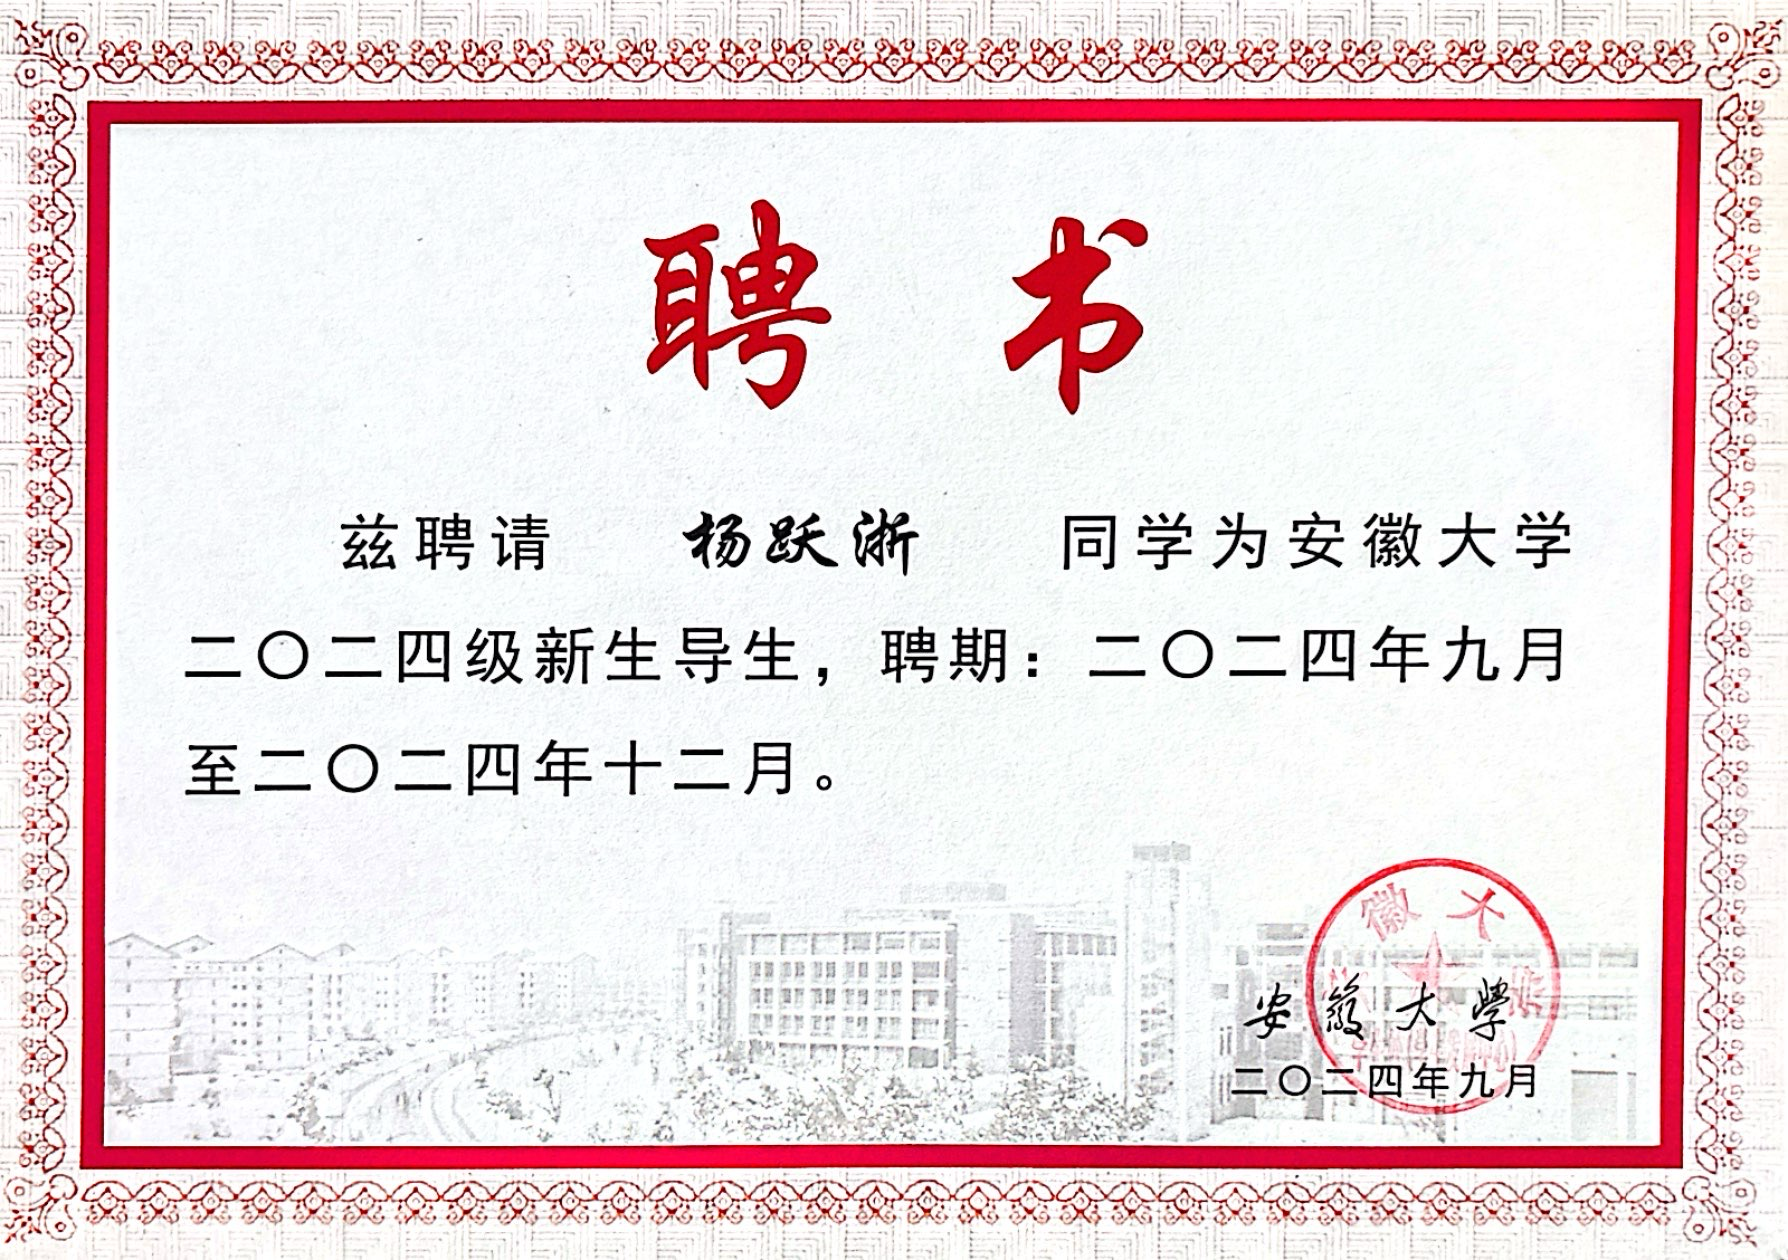 聘书
兹聘请 杨跃浙 同学为安徽大学
二〇二四级新生导生，聘期：二〇二四年九月
至二〇二四年十二月。
徽大
安徽大学
二〇二四年九月